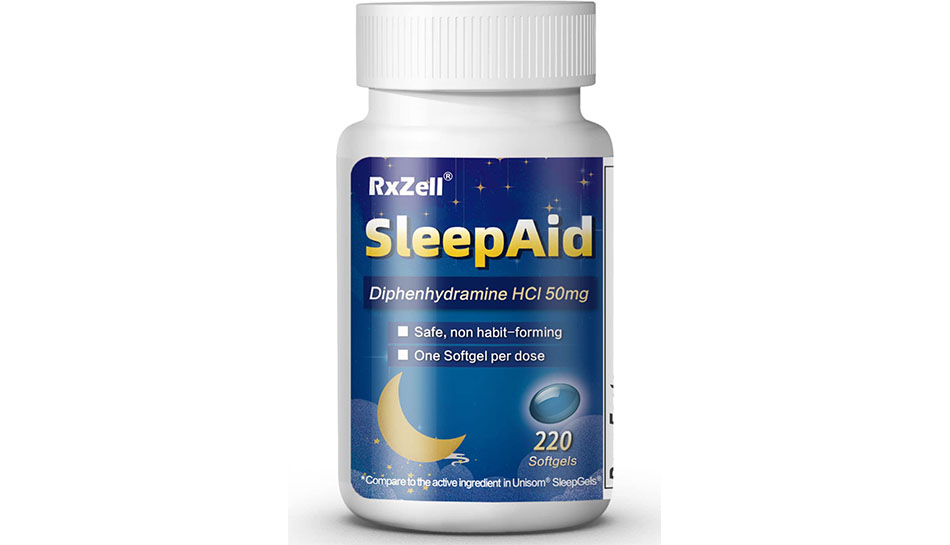 RxZell®
SleepAid
Diphenhydramine HCl 50mg
Safe, non habit-forming
One Softgel per dose
220
Softgels
*Compare to the active ingredient in Unisom® SleepGels®